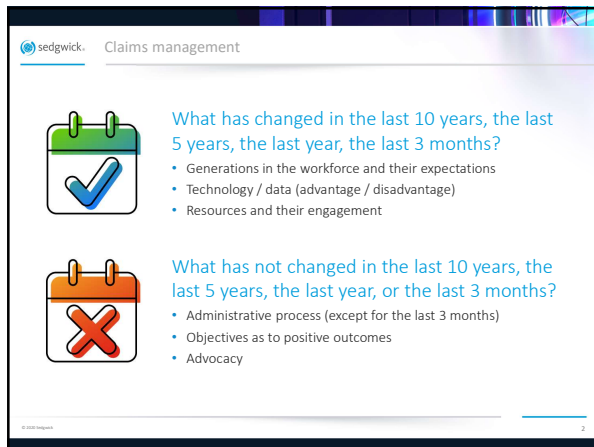 sedgwick.
Claims management
What has changed in the last 10 years, the last
5 years, the last year, the last 3 months?
• Generations in the workforce and their expectations
• Technology / data (advantage / disadvantage)
• Resources and their engagement
What has not changed in the last 10 years, the
last 5 years, the last year, or the last 3 months?
• Administrative process (except for the last 3 months)
• Objectives as to positive outcomes
• Advocacy
© 2020 Sedgwick
2